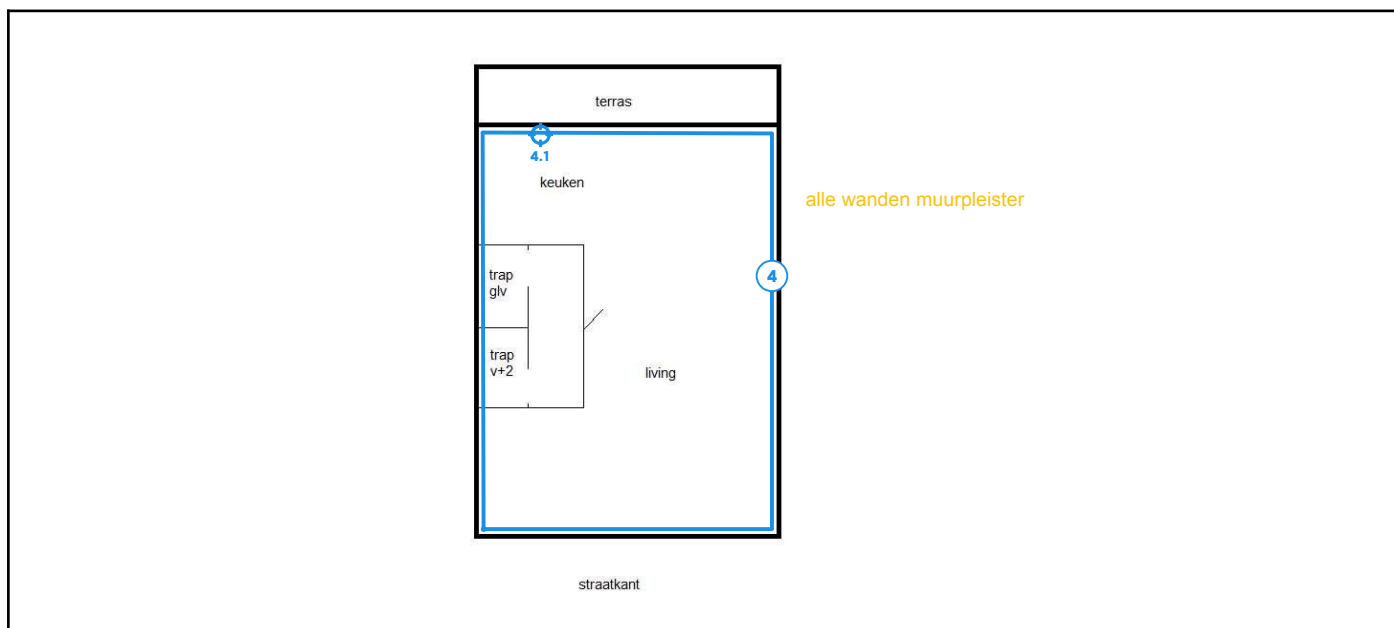 terras
4.1
keuken
alle wanden muurpleister
4
trap
glv
trap
v+2
living
straatkant